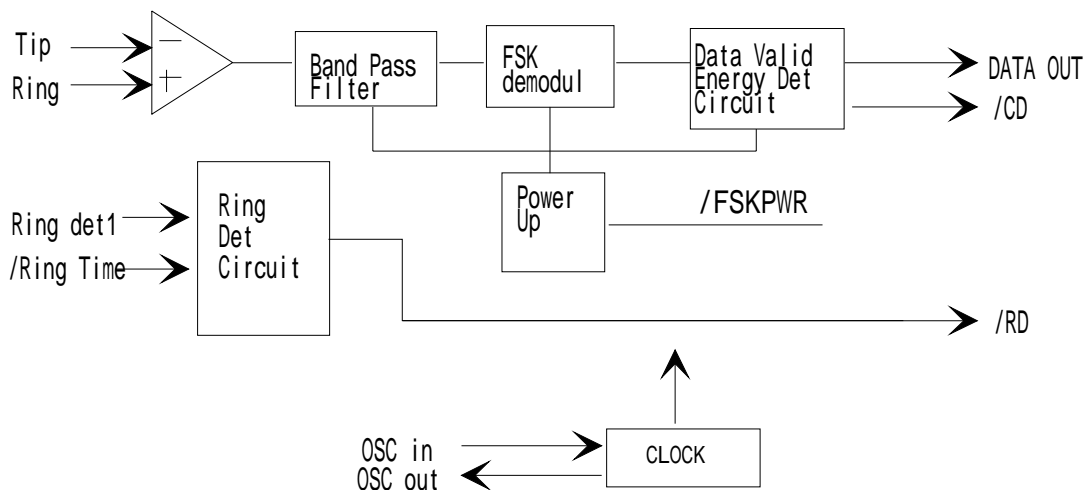 Tip
Ring
−
+
Band Pass
Filter
FSK
demodul
Data Valid
Energy Det
Circuit
DATA OUT
/CD
Ring det1
/Ring Time
Ring
Det
Circuit
Power
Up
/FSKPWR
/RD
OSC in
OSC out
CLOCK